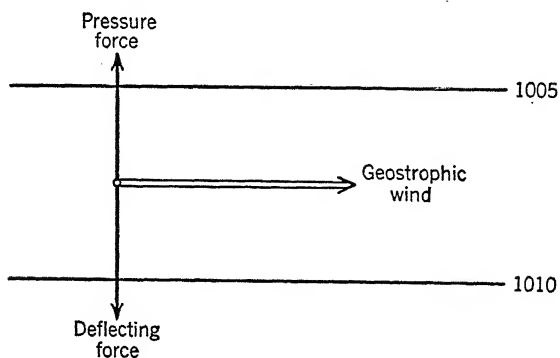 Pressure
force
1005
Geostrophic
wind
1010
Deflecting
force